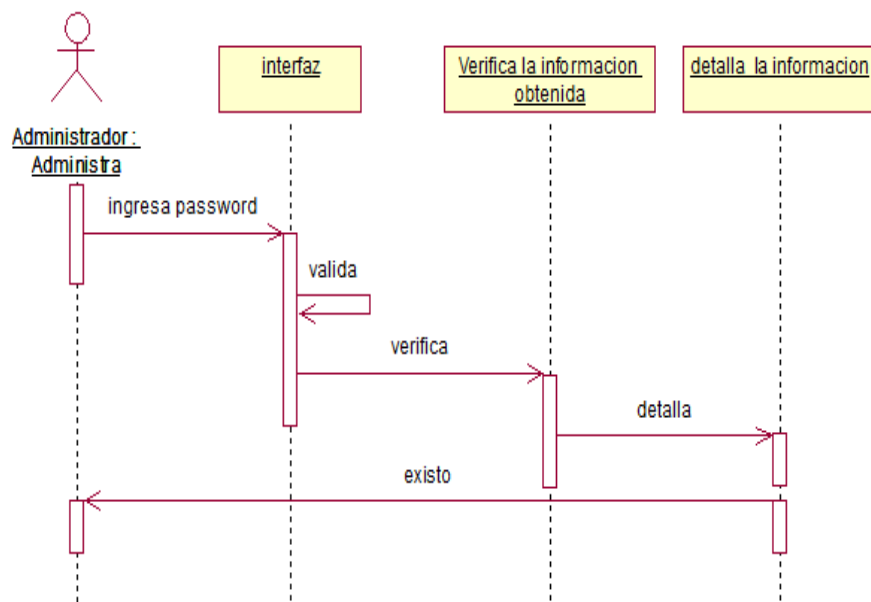 interfaz
Verifica la informacion
obtenida
detalla la informacion
Administrador :
Administra
ingresa password
valida
verifica
detalla
existo